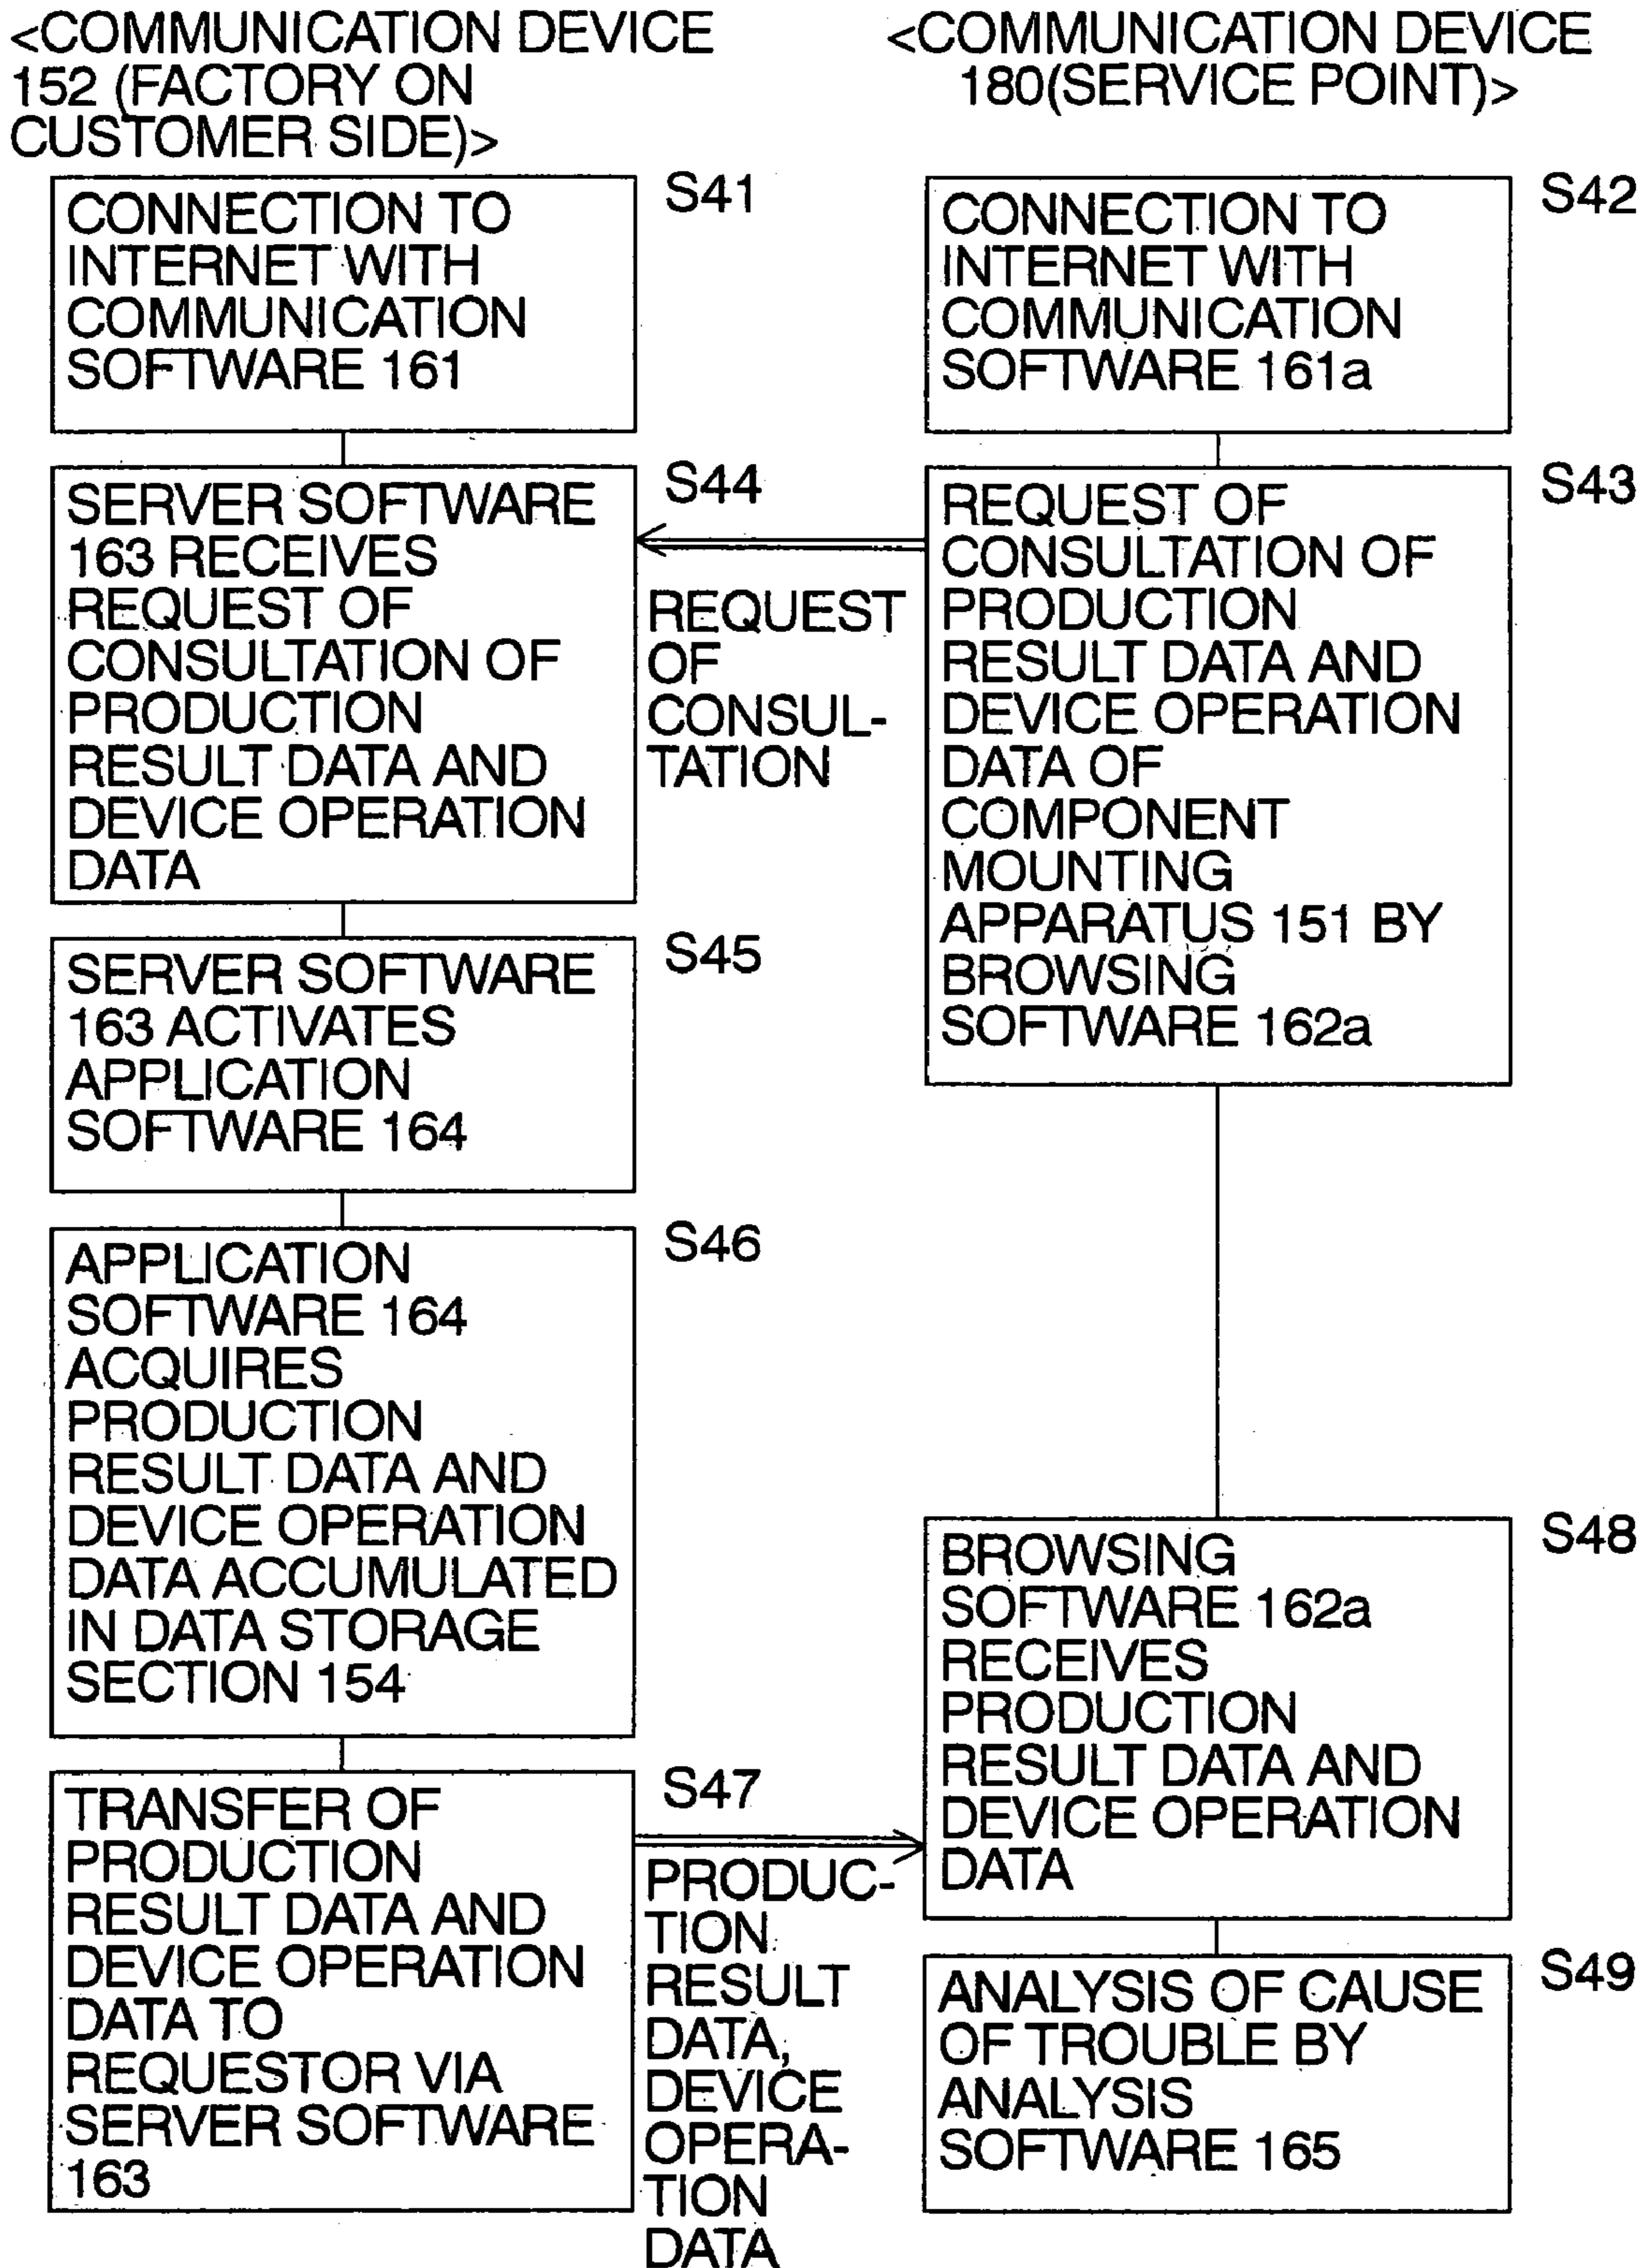 <COMMUNICATION DEVICE
152 (FACTORY ON
CUSTOMER SIDE)>
<COMMUNICATION DEVICE
180(SERVICE POINT)>
S41
CONNECTION TO
INTERNET WITH
COMMUNICATION
SOFTWARE 161
S42
CONNECTION TO
INTERNET WITH
COMMUNICATION
SOFTWARE 161a
S44
SERVER SOFTWARE
163 RECEIVES
REQUEST OF
CONSULTATION OF
PRODUCTION
RESULT DATA AND
DEVICE OPERATION
DATA
REQUEST
OF
CONSUL-
TATION
S43
REQUEST OF
CONSULTATION OF
PRODUCTION
RESULT DATA AND
DEVICE OPERATION
DATA OF
COMPONENT
MOUNTING
APPARATUS 151 BY
BROWSING
SOFTWARE 162a
S45
SERVER SOFTWARE
163 ACTIVATES
APPLICATION
SOFTWARE 164
S46
APPLICATION
SOFTWARE 164
ACQUIRES
PRODUCTION
RESULT DATA AND
DEVICE OPERATION
DATA ACCUMULATED
IN DATA STORAGE
SECTION 154
S47
TRANSFER OF
PRODUCTION
RESULT DATA AND
DEVICE OPERATION
DATA TO
REQUESTOR VIA
SERVER SOFTWARE
163
PRODUC-
TION
RESULT
DATA,
DEVICE
OPERA-
TION
DATA
S48
BROWSING
SOFTWARE 162a
RECEIVES
PRODUCTION
RESULT DATA AND
DEVICE OPERATION
DATA
S49
ANALYSIS OF CAUSE
OF TROUBLE BY
ANALYSIS
SOFTWARE 165